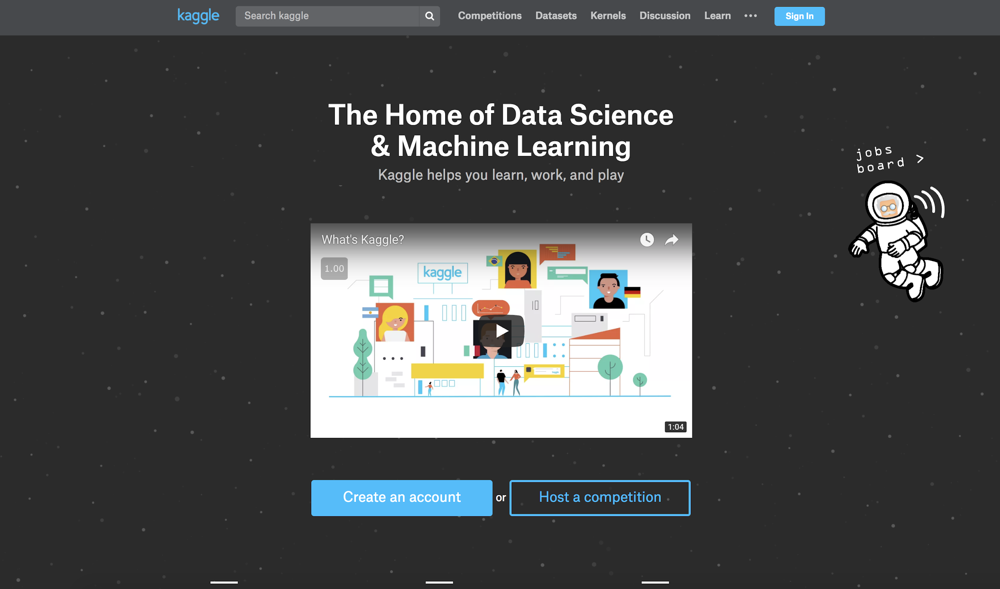 kaggle
Search kaggle
Competitions
Datasets
Kernels
Discussion
Learn
Sign In
The Home of Data Science
& Machine Learning
Kaggle helps you learn, work, and play
jobs
board >
What's Kaggle?
1.00
kaggle
kaggle
1:04
Create an account
or
Host a competition